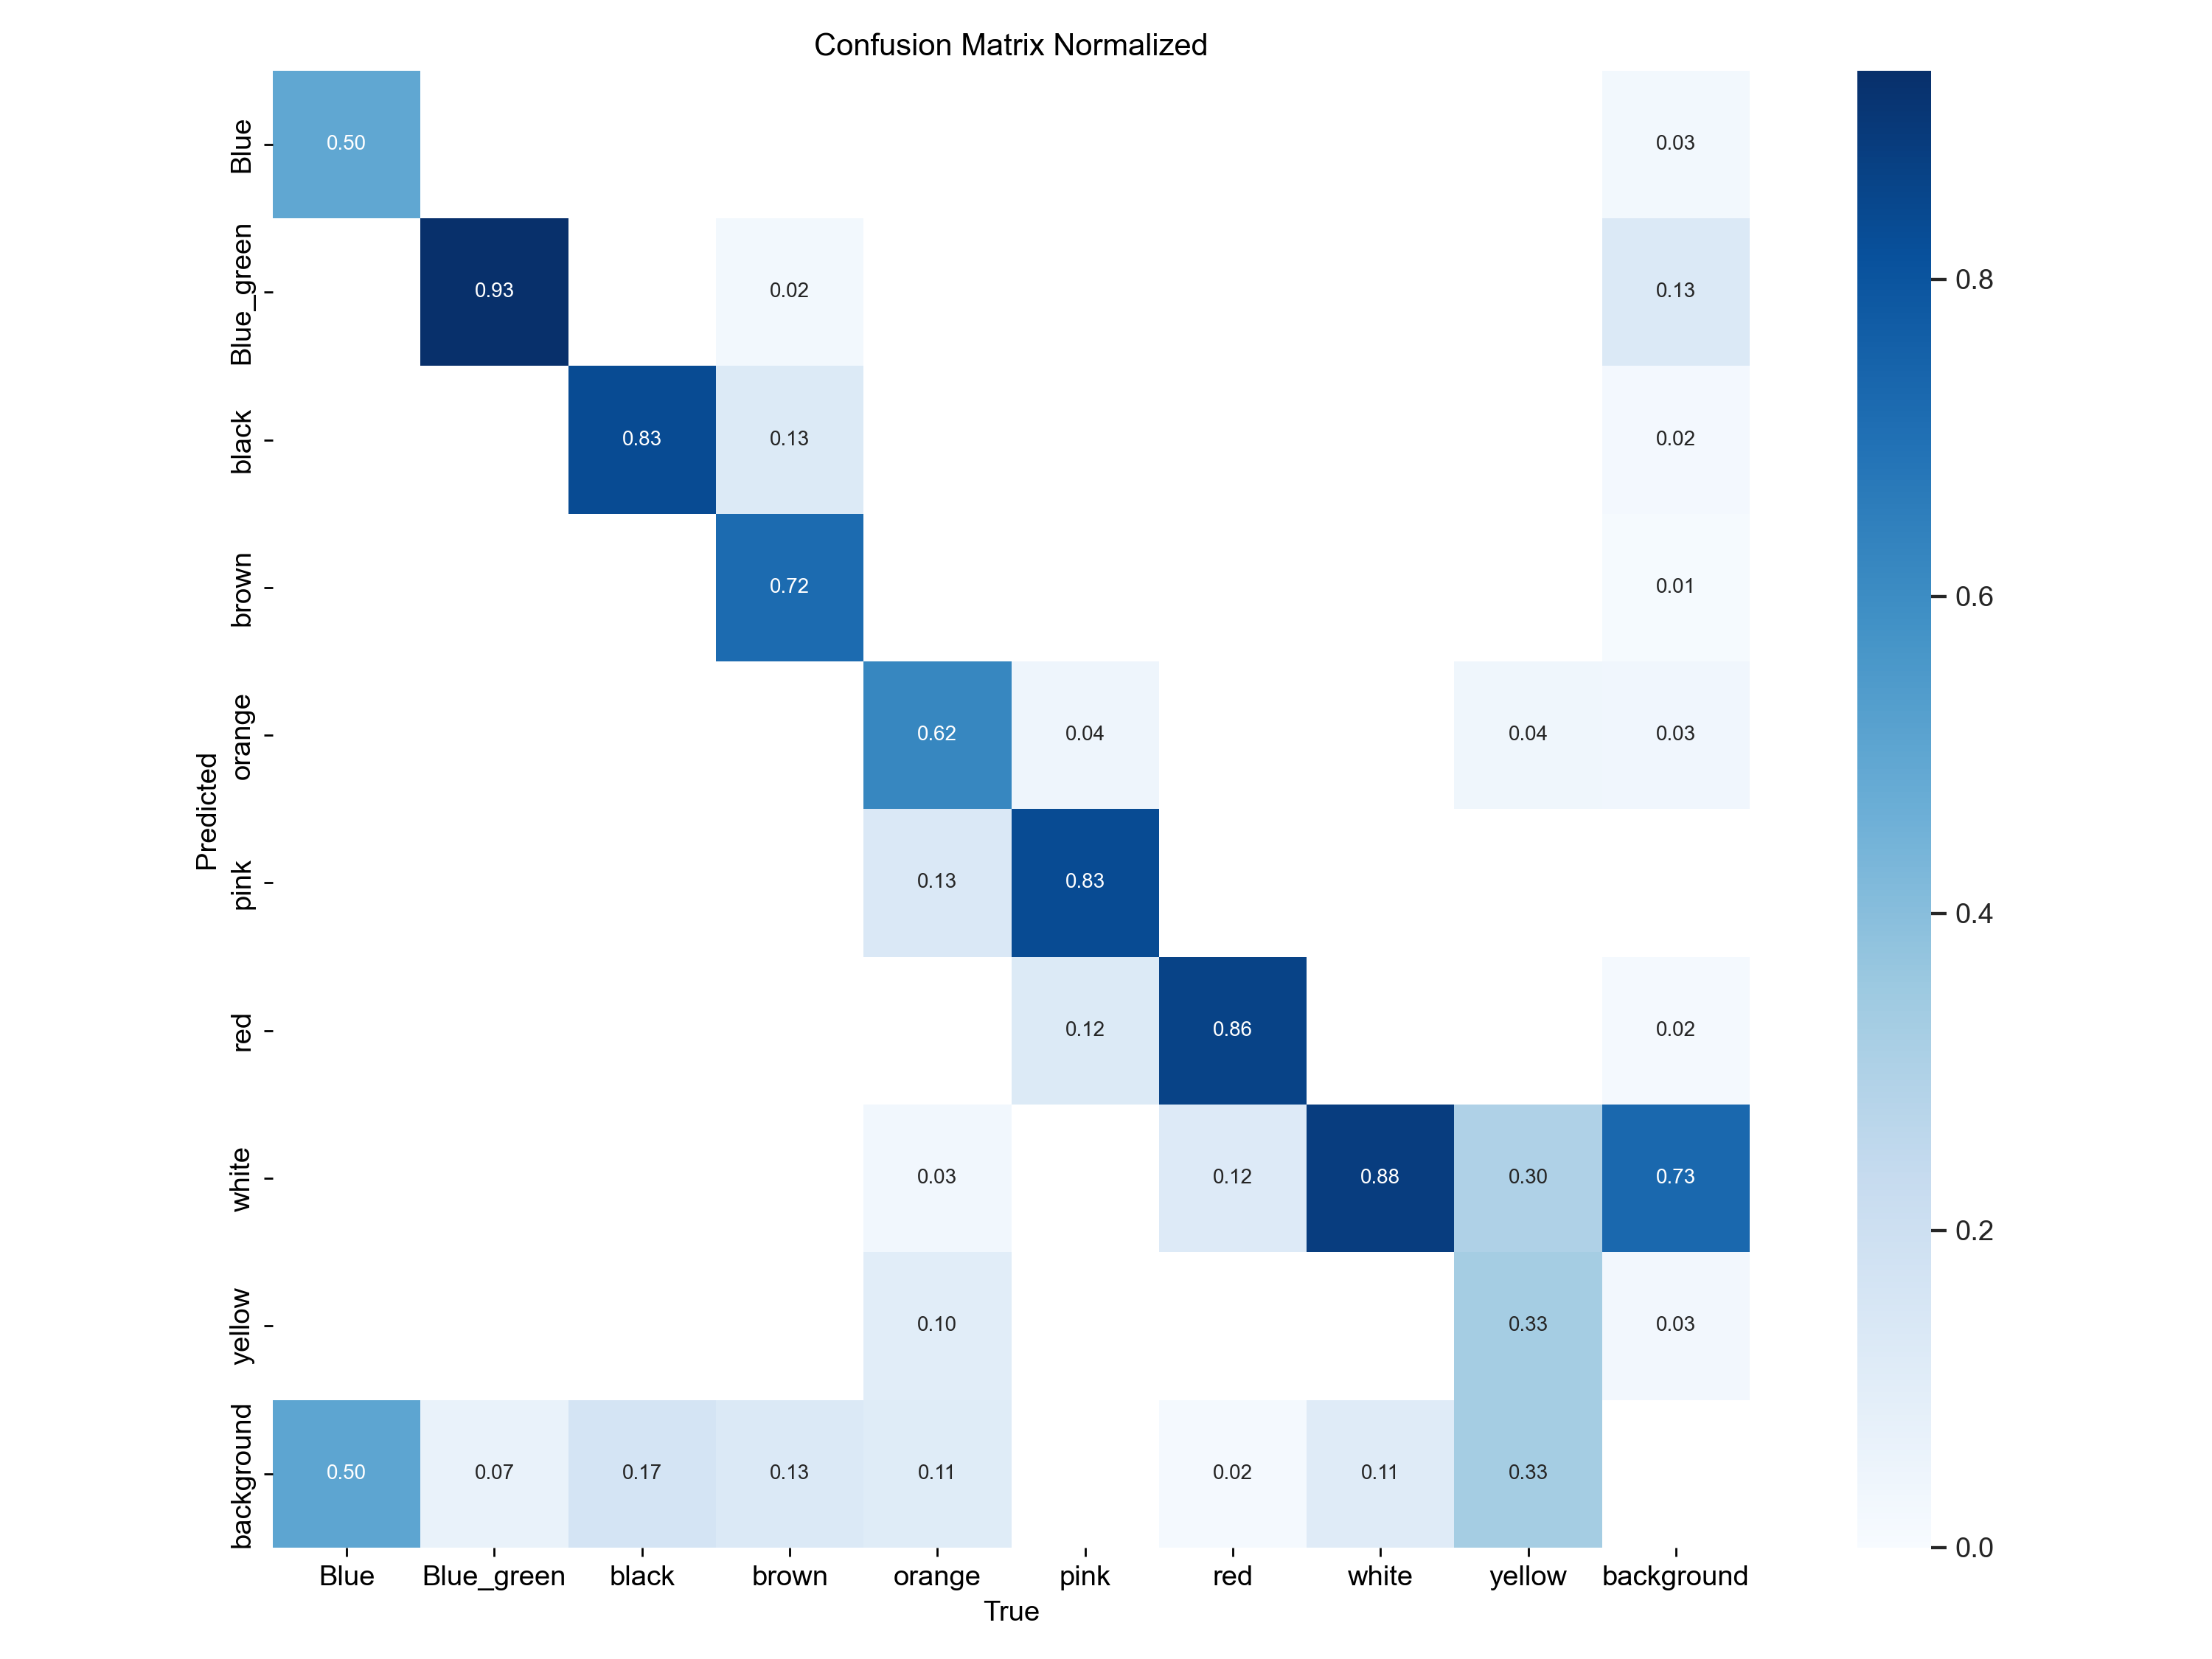 Confusion Matrix Normalized
Blue
0.50
0.03
Blue_green
0.93
0.02
0.13
0.8
black
0.83
0.13
0.02
brown
0.72
0.01
0.6
Predicted
orange
0.62
0.04
0.04
0.03
pink
0.13
0.83
0.4
red
0.12
0.86
0.02
white
0.03
0.12
0.88
0.30
0.73
0.2
yellow
0.10
0.33
0.03
background
0.50
0.07
0.17
0.13
0.11
0.02
0.11
0.33
0.0
Blue Blue_green black brown orange pink red white yellow background
True